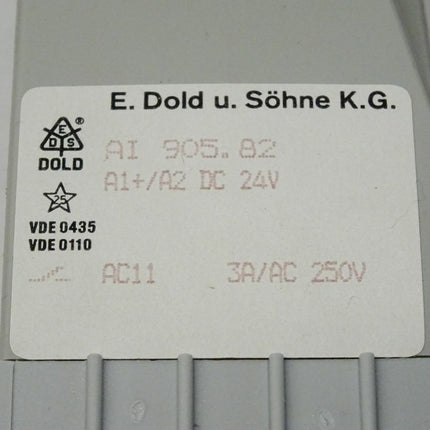 E. Dold u. Söhne K.G.
EDS ®
DOLD
AI 905.82
A1+/A2 DC 24V
25
VDE 0435
VDE 0110
AC11 3A/AC 250V